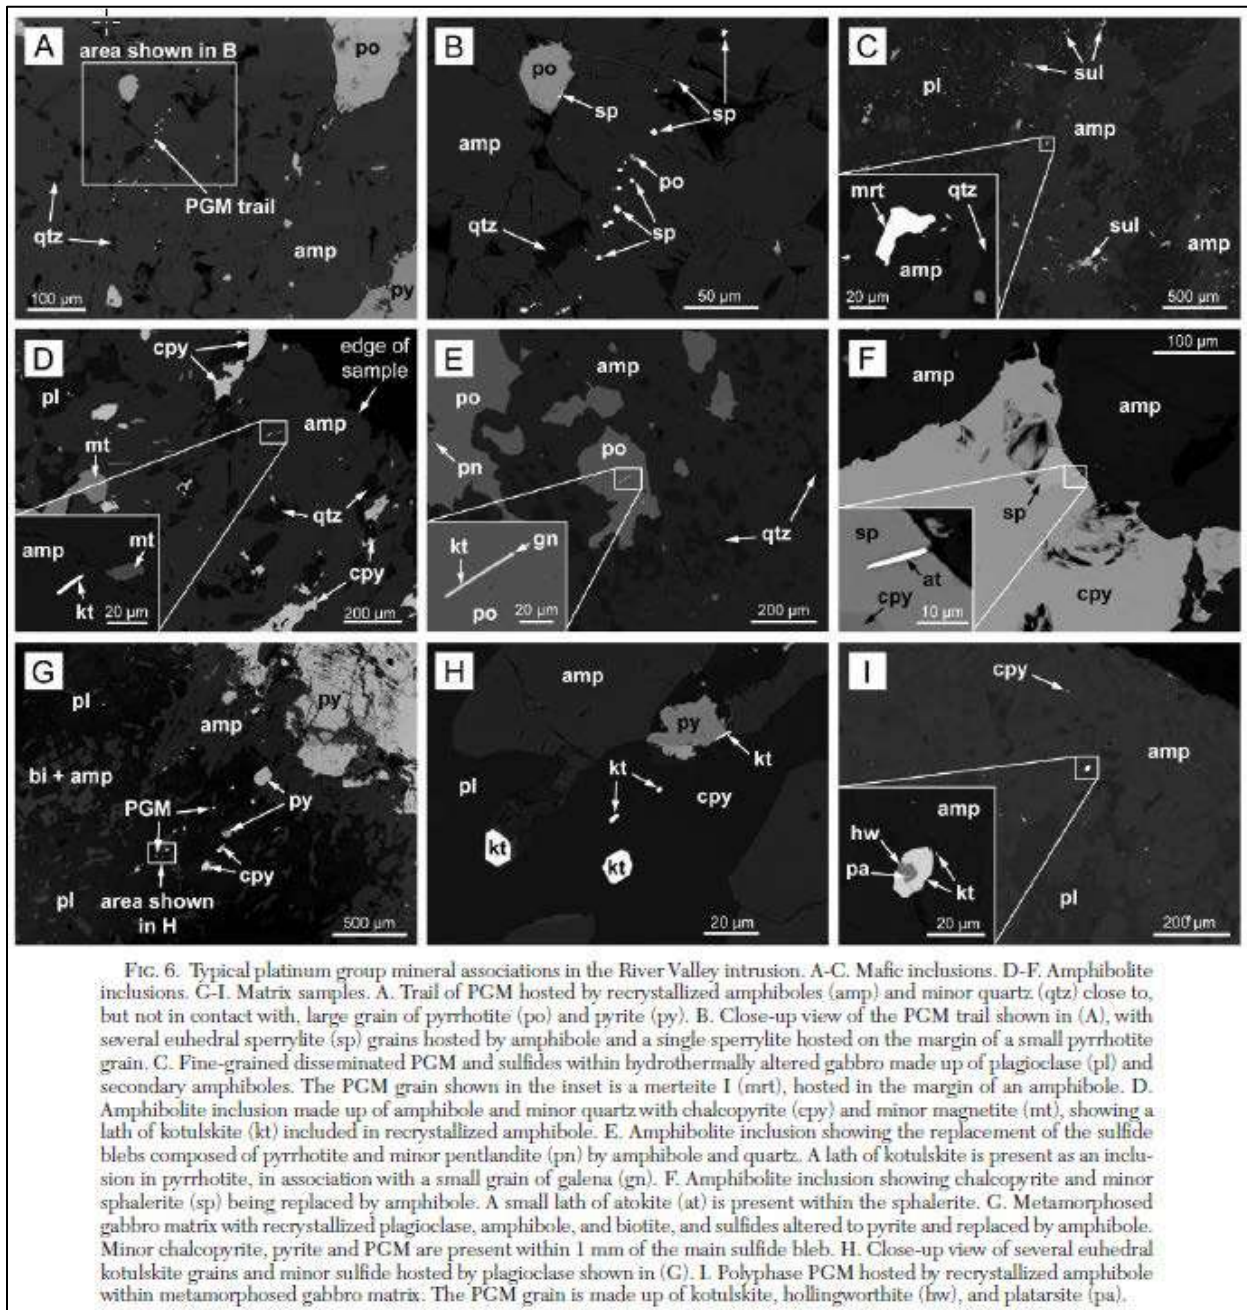 A
area shown in B
po
PGM trail
qtz
amp
py
100 µm
B
po
sp
sp
amp
po
qtz
sp
50 µm
C
sul
pl
amp
mrt
qtz
sul
amp
amp
20 µm
500 µm
D
cpy
edge of
sample
pl
amp
mt
qtz
amp
mt
cpy
kt
20 µm
200 µm
E
amp
po
po
pn
gn
kt
qtz
po
20 µm
200 µm
F
100 µm
amp
amp
sp
sp
at
cpy
10 µm
cpy
G
pl
py
amp
bi + amp
PGM
py
cpy
pl
area shown
in H
500 µm
H
amp
py
kt
kt
pl
cpy
kt
kt
20 µm
I
cpy
amp
amp
hw
pa
kt
pl
20 µm
200 µm
FIG. 6. Typical platinum group mineral associations in the River Valley intrusion. A-C. Mafic inclusions. D-F. Amphibolite
inclusions. G-I. Matrix samples. A. Trail of PGM hosted by recrystallized amphiboles (amp) and minor quartz (qtz) close to,
but not in contact with, large grain of pyrrhotite (po) and pyrite (py). B. Close-up view of the PGM trail shown in (A), with
several euhedral sperrylite (sp) grains hosted by amphibole and a single sperrylite hosted on the margin of a small pyrrhotite
grain. C. Fine-grained disseminated PGM and sulfides within hydrothermally altered gabbro made up of plagioclase (pl) and
secondary amphiboles. The PGM grain shown in the inset is a merteite I (mrt), hosted in the margin of an amphibole. D.
Amphibolite inclusion made up of amphibole and minor quartz with chalcopyrite (cpy) and minor magnetite (mt), showing a
lath of kotulskite (kt) included in recrystallized amphibole. E. Amphibolite inclusion showing the replacement of the sulfide
blebs composed of pyrrhotite and minor pentlandite (pn) by amphibole and quartz. A lath of kotulskite is present as an inclu-
sion in pyrrhotite, in association with a small grain of galena (gn). F. Amphibolite inclusion showing chalcopyrite and minor
sphalerite (sp) being replaced by amphibole. A small lath of atokite (at) is present within the sphalerite. G. Metamorphosed
gabbro matrix with recrystallized plagioclase, amphibole, and biotite, and sulfides altered to pyrite and replaced by amphibole.
Minor chalcopyrite, pyrite and PGM are present within 1 mm of the main sulfide bleb. H. Close-up view of several euhedral
kotulskite grains and minor sulfide hosted by plagioclase shown in (G). I. Polyphase PGM hosted by recrystallized amphibole
within metamorphosed gabbro matrix. The PGM grain is made up of kotulskite, hollingworthite (hw), and platarsite (pa).